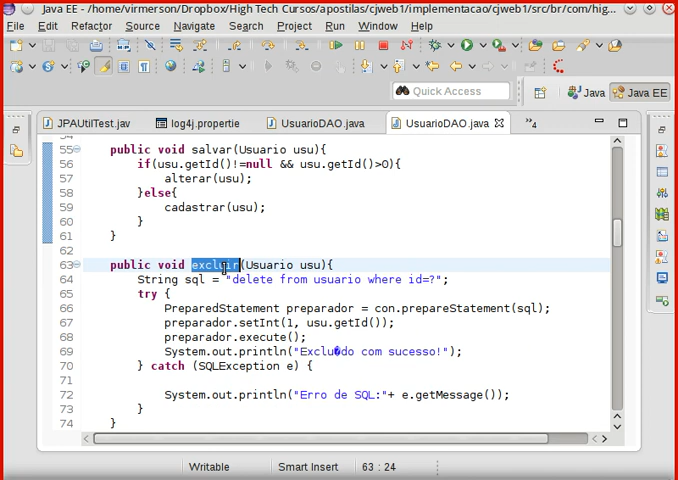 Java EE - /home/virmerson/Dropbox/High Tech Cursos/apostilas/cjweb1/implementacao/cjweb1/src/br/com/hig...
File Edit Refactor Source Navigate Search Project Run Window Help
Quick Access
Java Java EE
JPAUtilTest.jav log4j.propertie UsuarioDAO.java UsuarioDAO.java »4
54
55 public void salvar(Usuario usu){
56 if(usu.getId()!=null && usu.getId()>0){
57 alterar(usu);
58 }else{
59 cadastrar(usu);
60 }
61 }
62
63 public void excluir(Usuario usu){
64 String sql = "delete from usuario where id=?";
65 try {
66 PreparedStatement preparador = con.prepareStatement(sql);
67 preparador.setInt(1, usu.getId());
68 preparador.execute();
69 System.out.println("Exclu�do com sucesso!");
70 } catch (SQLException e) {
71
72 System.out.println("Erro de SQL:"+ e.getMessage());
73 }
74 }
Writable Smart Insert 63 : 24